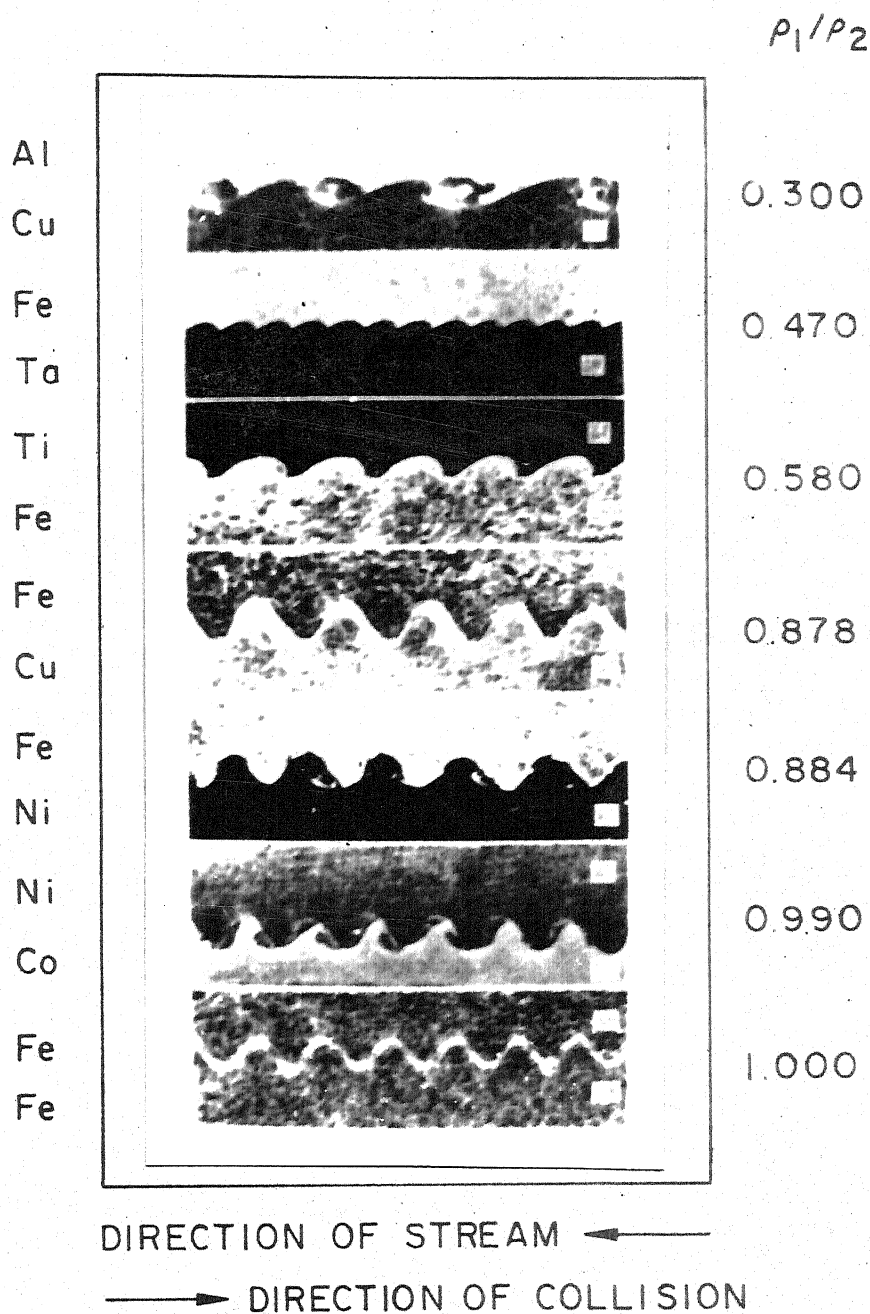 ρ₁/ρ₂
Al
0.300
Cu
Fe
0.470
Ta
Ti
0.580
Fe
Fe
0.878
Cu
Fe
0.884
Ni
Ni
0.990
Co
Fe
1.000
Fe
DIRECTION OF STREAM ←
→ DIRECTION OF COLLISION